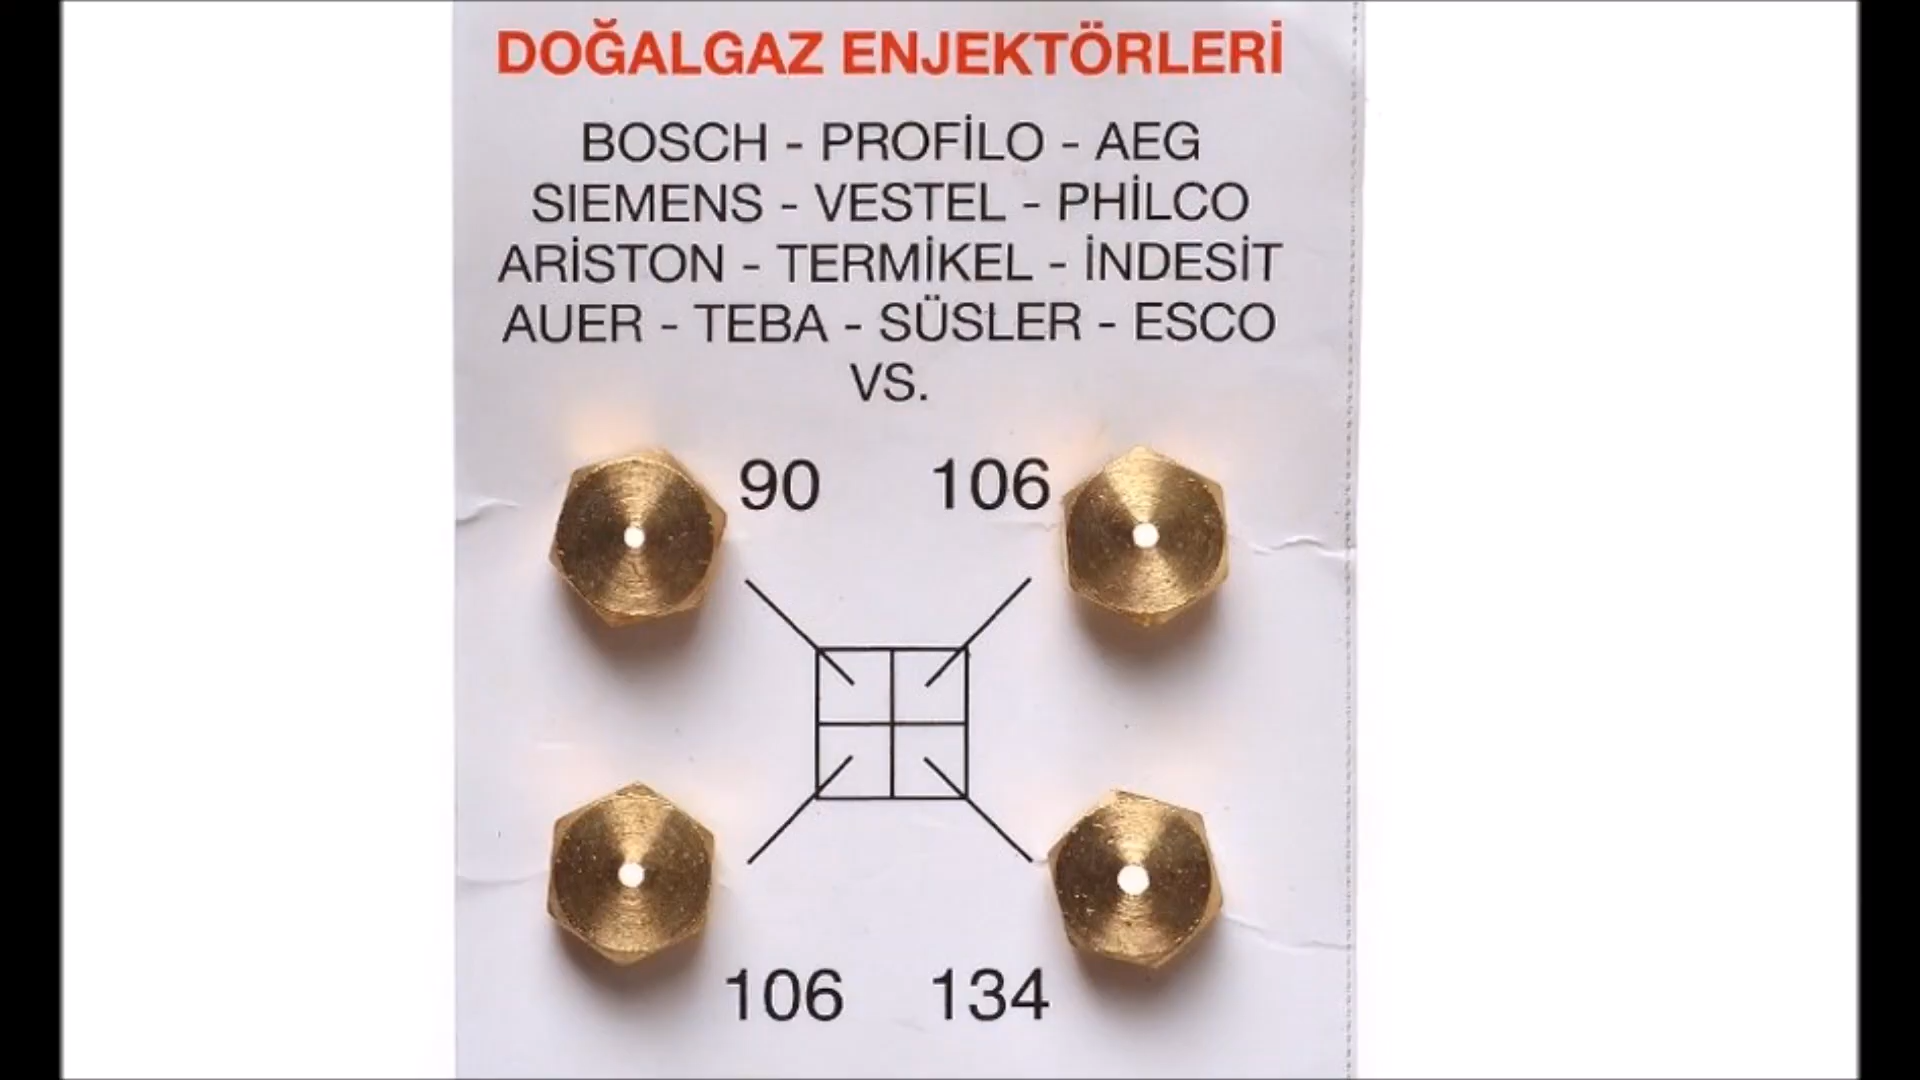 DOĞALGAZ ENJEKTÖRLERİ
BOSCH - PROFİLO - AEG
SIEMENS - VESTEL - PHİLCO
ARİSTON - TERMİKEL - İNDESİT
AUER - TEBA - SÜSLER - ESCO
VS.
90 106
106 134